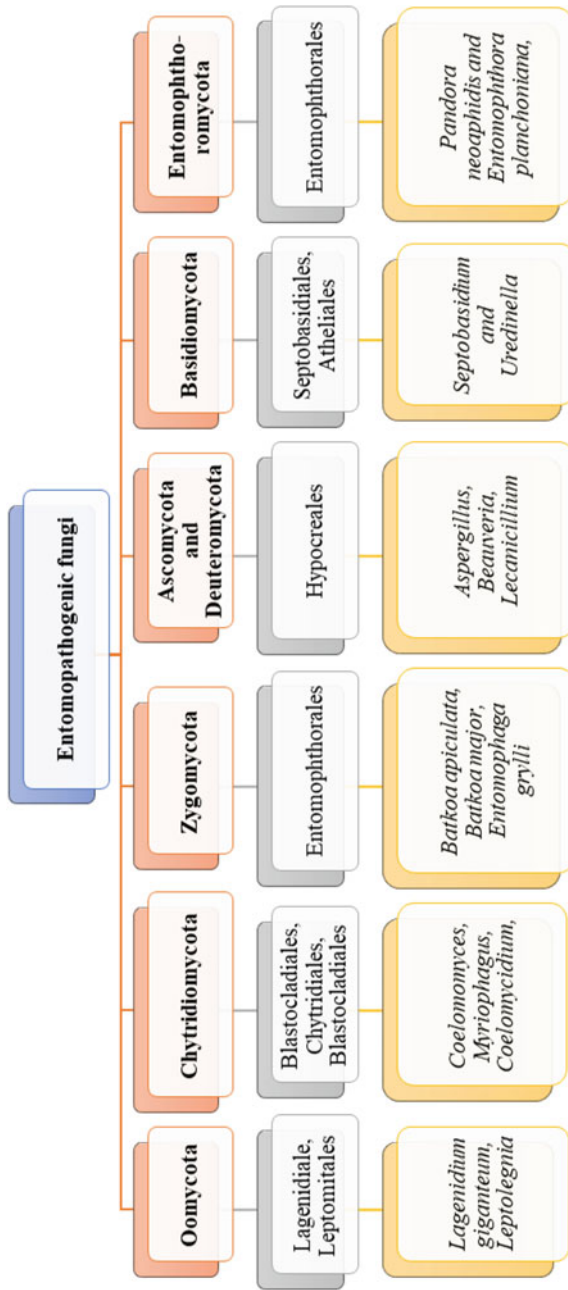 Entomopathogenic fungi
Oomycota
Chytridiomycota
Zygomycota
Ascomycota
and
Deuteromycota
Basidiomycota
Entomophtho-
romycota
Lagenidiale,
Leptomitales
Blastocladiales,
Chytridiales,
Blastocladiales
Entomophthorales
Hypocreales
Septobasidiales,
Atheliales
Entomophthorales
Lagenidium
giganteum,
Leptolegnia
Coelomomyces,
Myriophagus,
Coelomycidium,
Batkoa apiculata,
Batkoa major,
Entomophaga
grylli
Aspergillus,
Beauveria,
Lecanicillium
Septobasidium
and
Uredinella
Pandora
neoaphidis and
Entomophthora
planchoniana,